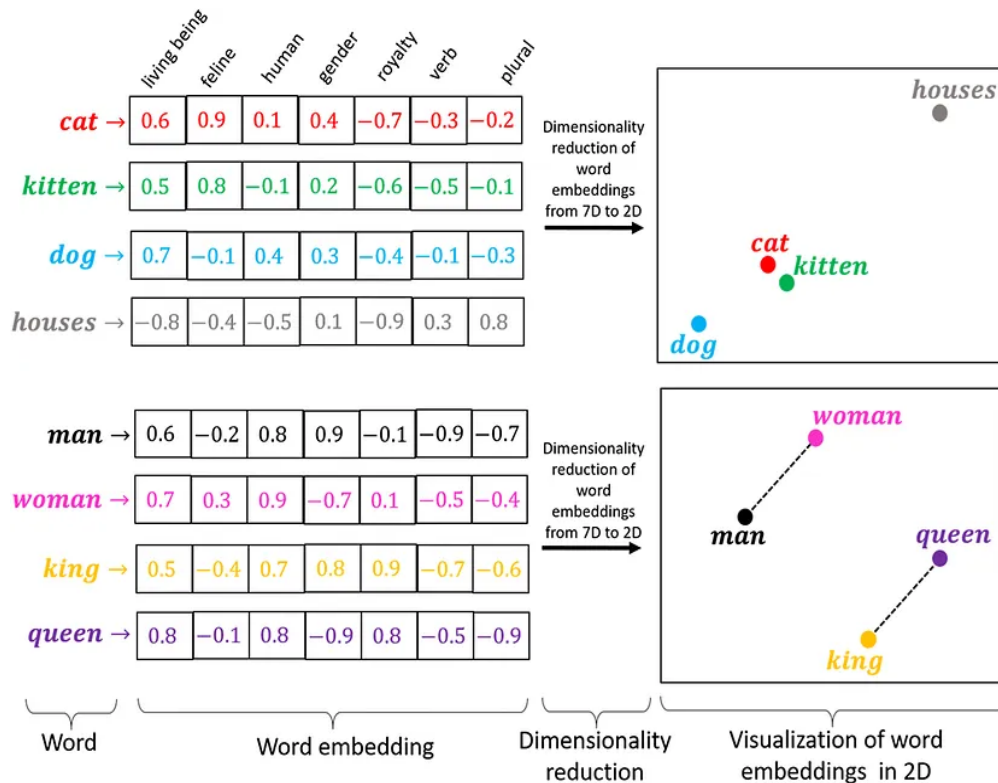 living being feline human gender royalty verb plural
cat → 0.6 0.9 0.1 0.4 −0.7 −0.3 −0.2
kitten → 0.5 0.8 −0.1 0.2 −0.6 −0.5 −0.1
dog → 0.7 −0.1 0.4 0.3 −0.4 −0.1 −0.3
houses → −0.8 −0.4 −0.5 0.1 −0.9 0.3 0.8
Dimensionality
reduction of
word
embeddings
from 7D to 2D
houses
cat
kitten
dog
man → 0.6 −0.2 0.8 0.9 −0.1 −0.9 −0.7
woman → 0.7 0.3 0.9 −0.7 0.1 −0.5 −0.4
king → 0.5 −0.4 0.7 0.8 0.9 −0.7 −0.6
queen → 0.8 −0.1 0.8 −0.9 0.8 −0.5 −0.9
Dimensionality
reduction of
word
embeddings
from 7D to 2D
woman
man
queen
king
Word
Word embedding
Dimensionality
reduction
Visualization of word
embeddings in 2D